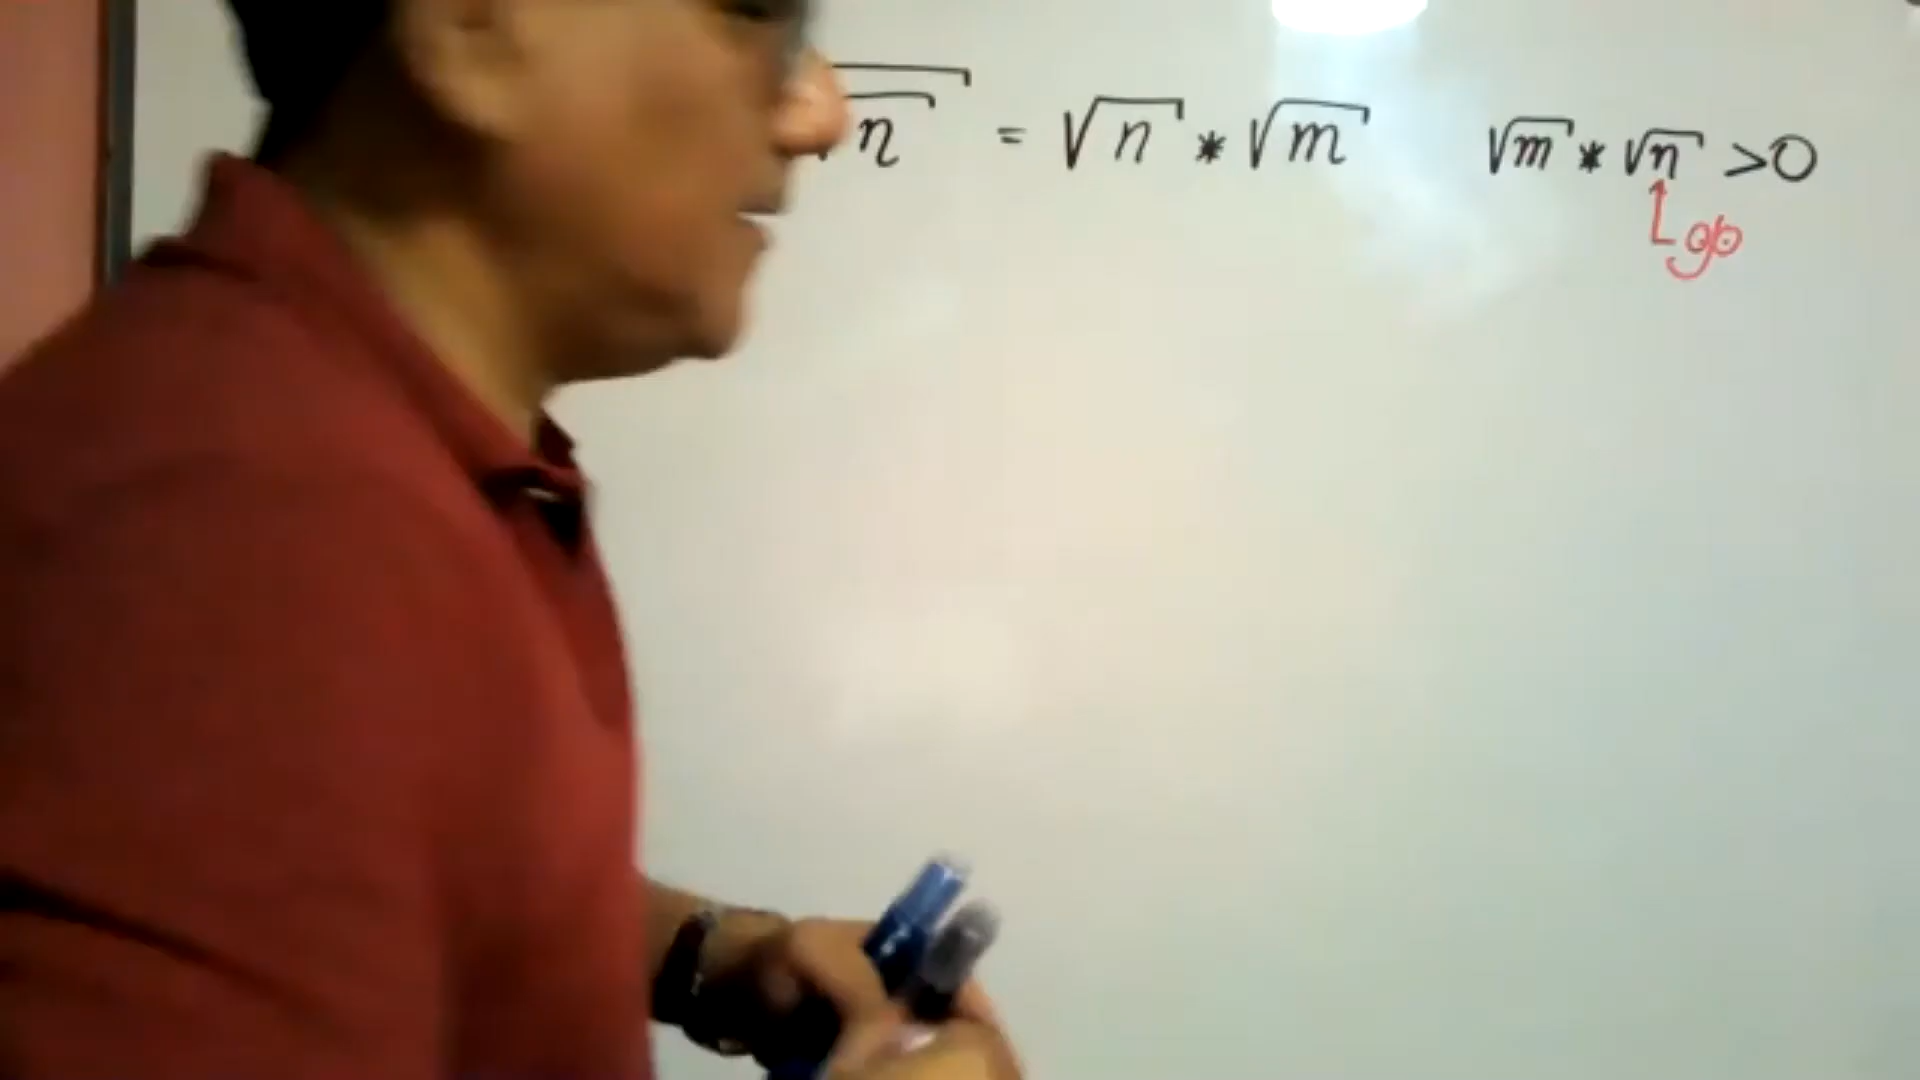 √n = √n * √m √m * √n >0